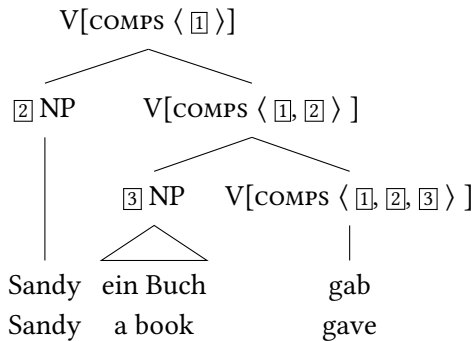 V[COMPS ⟨ 1 ⟩]
2 NP V[COMPS ⟨ 1, 2 ⟩ ]
3 NP V[COMPS ⟨ 1, 2, 3 ⟩ ]
Sandy ein Buch gab
Sandy a book gave